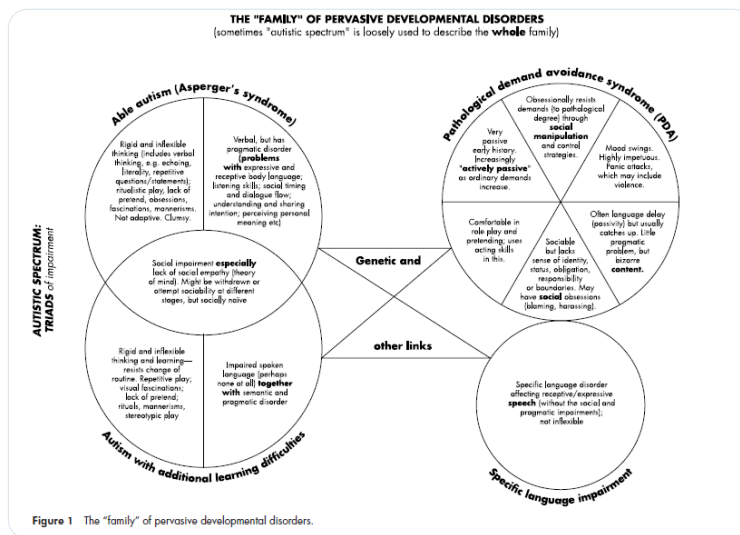 THE "FAMILY" OF PERVASIVE DEVELOPMENTAL DISORDERS
(sometimes "autistic spectrum" is loosely used to describe the whole family)
Able autism (Asperger's syndrome)
Rigid and inflexible
thinking (includes verbal
thinking, e.g. echoing,
literality, repetitive
questions/statements);
ritualistic play, lack of
pretend, obsessions,
fascinations, mannerisms.
Not adaptive. Clumsy.
Verbal, but has
pragmatic disorder
(problems
with expressive and
receptive body language;
listening skills; social timing
and dialogue flow;
understanding and sharing
intention; perceiving personal
meaning etc)
Social impairment especially
lack of social empathy (theory
of mind). Might be withdrawn or
attempt sociability at different
stages, but socially naïve
Rigid and inflexible
thinking and learning—
resists change of
routine. Repetitive play;
visual fascinations;
lack of pretend;
rituals, mannerisms,
stereotypic play
Impaired spoken
language (perhaps
none at all) together
with semantic and
pragmatic disorder
Autism with additional learning difficulties
AUTISTIC SPECTRUM:
TRIADS of impairment
Genetic and
other links
Pathological demand avoidance syndrome (PDA)
Very
passive
early history.
Increasingly
"actively passive"
as ordinary demands
increase.
Obsessionally resists
demands (to pathological
degree) through
social
manipulation
and control
strategies.
Mood swings.
Highly impetuous.
Panic attacks,
which may include
violence.
Comfortable in
role play and
pretending; uses
acting skills
in this.
Sociable
but lacks
sense of identity,
status, obligation,
responsibility
or boundaries. May
have social obsessions
(blaming, harassing).
Often language delay
(passivity) but usually
catches up. Little
pragmatic
problem, but
bizarre
content.
Specific language disorder
affecting receptive/expressive
speech (without the social and
pragmatic impairments);
not inflexible
Specific language impairment
Figure 1 The "family" of pervasive developmental disorders.